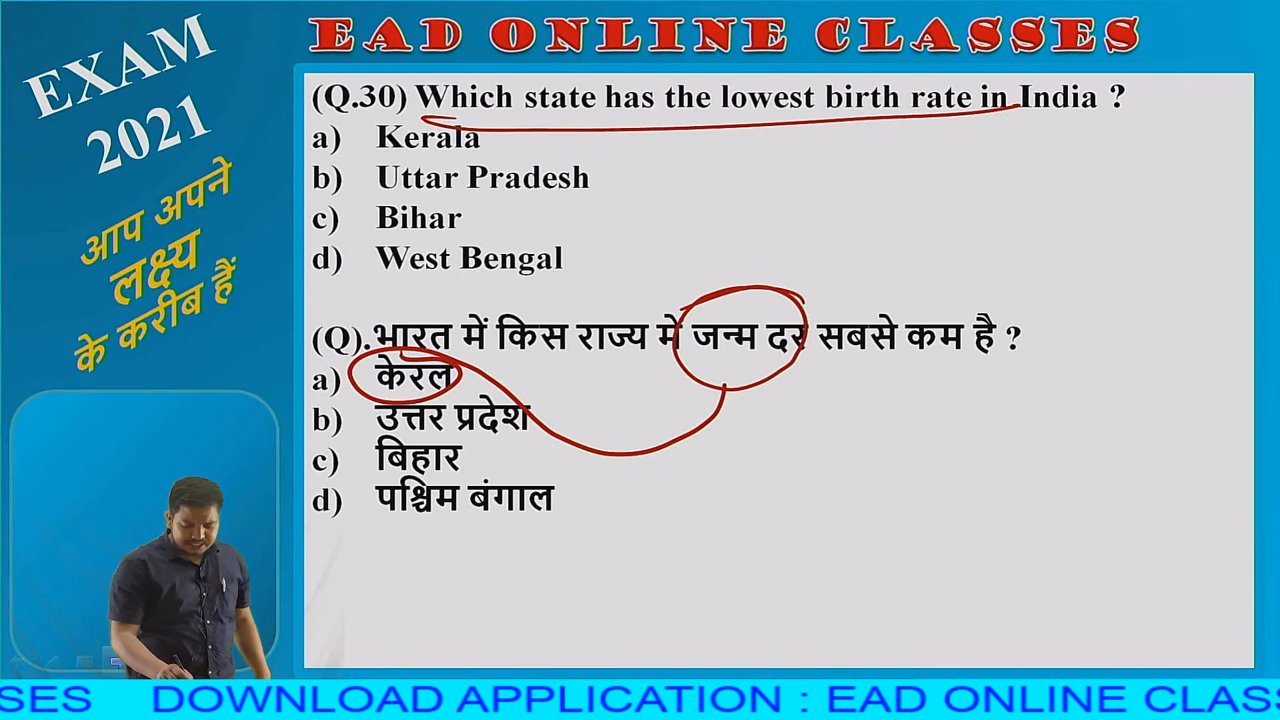 EAD ONLINE CLASSES
EXAM
2021
आप अपने
लक्ष्य
के करीब हैं
(Q.30) Which state has the lowest birth rate in India ?
a) Kerala
b) Uttar Pradesh
c) Bihar
d) West Bengal
(Q).भारत में किस राज्य मे जन्म दर सबसे कम है ?
a) केरल
b) उत्तर प्रदेश
c) बिहार
d) पश्चिम बंगाल
SES DOWNLOAD APPLICATION : EAD ONLINE CLAS